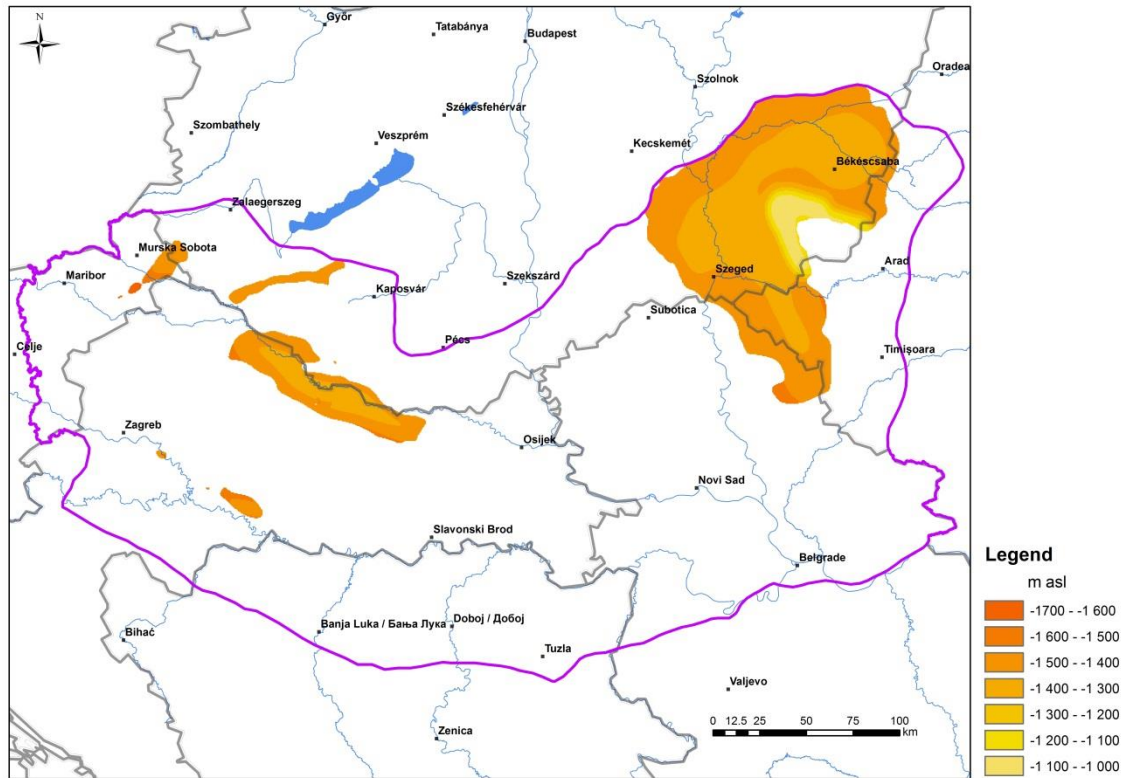 N
Győr
Tatabánya
Budapest
Oradea
Szolnok
Székesfehérvár
Szombathely
Veszprém
Kecskemét
Békéscsaba
Zalaegerszeg
Murska Sobota
Maribor
Kaposvár
Szekszárd
Szeged
Arad
Subotica
Celje
Pécs
Timișoara
Zagreb
Osijek
Novi Sad
Slavonski Brod
Belgrade
Bihać
Banja Luka / Бања Лука
Doboj / Добој
Tuzla
Valjevo
Zenica
0 12.5 25 50 75 100
km
Legend
m asl
-1700 - -1 600
-1 600 - -1 500
-1 500 - -1 400
-1 400 - -1 300
-1 300 - -1 200
-1 200 - -1 100
-1 100 - -1 000